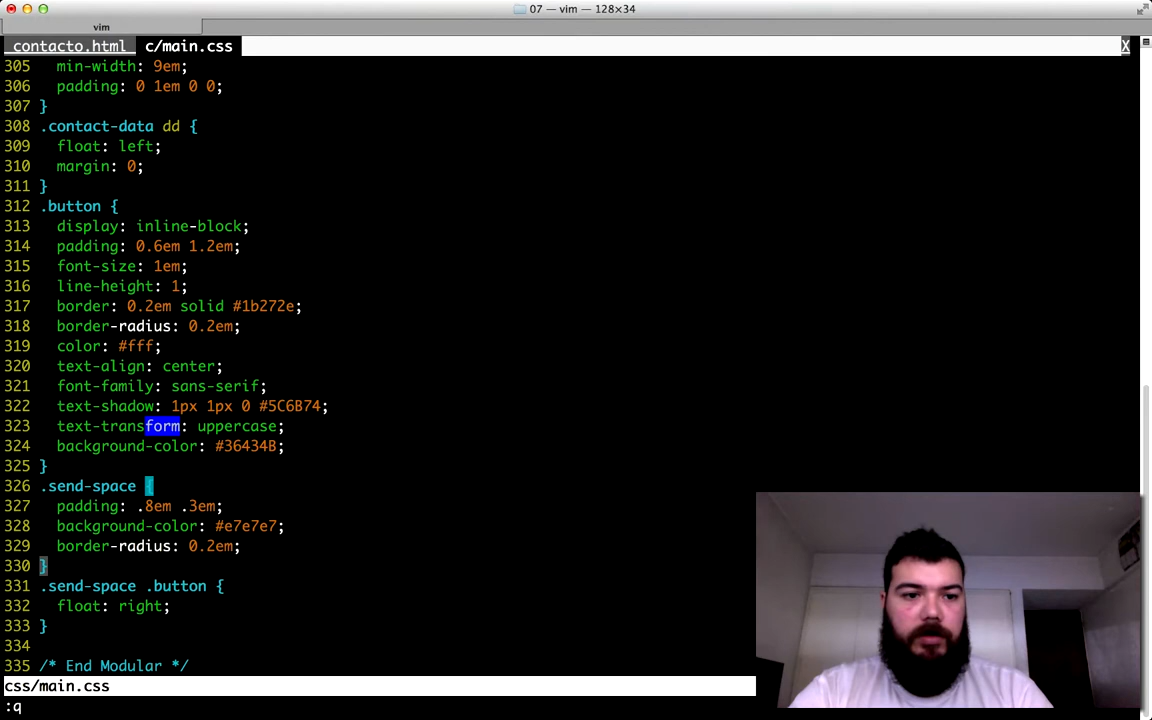 07 — vim — 128×34
vim
contacto.html c/main.css X
305 min-width: 9em;
306 padding: 0 1em 0 0;
307 }
308 .contact-data dd {
309 float: left;
310 margin: 0;
311 }
312 .button {
313 display: inline-block;
314 padding: 0.6em 1.2em;
315 font-size: 1em;
316 line-height: 1;
317 border: 0.2em solid #1b272e;
318 border-radius: 0.2em;
319 color: #fff;
320 text-align: center;
321 font-family: sans-serif;
322 text-shadow: 1px 1px 0 #5C6B74;
323 text-transform: uppercase;
324 background-color: #36434B;
325 }
326 .send-space {
327 padding: .8em .3em;
328 background-color: #e7e7e7;
329 border-radius: 0.2em;
330 }
331 .send-space .button {
332 float: right;
333 }
334
335 /* End Modular */
css/main.css
:q